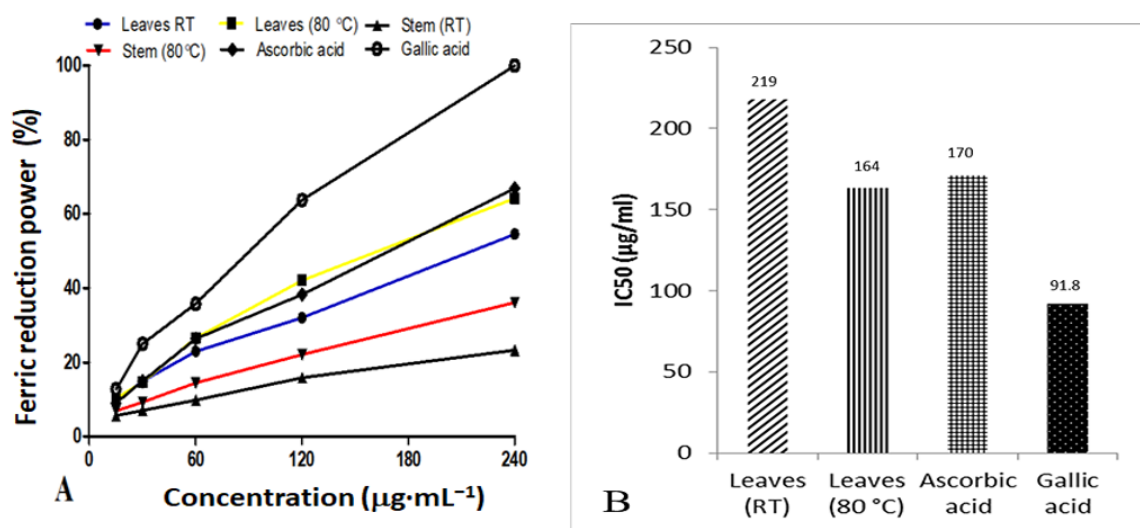 Leaves RT Leaves (80 °C) Stem (RT)
Stem (80°C) Ascorbic acid Gallic acid
Ferric reduction power (%)
100
80
60
40
20
0
0 60 120 180 240
A Concentration (µg·mL⁻¹)
IC50 (µg/ml)
250
200
150
100
50
0
219
164
170
91.8
Leaves Leaves Ascorbic Gallic
(RT) (80 °C) acid acid
B